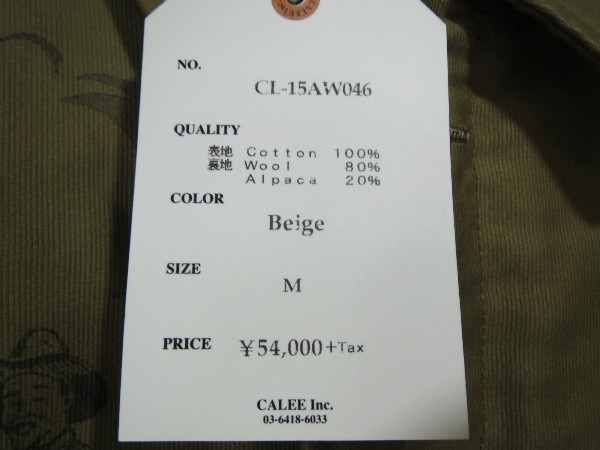 NO.
CL-15AW046
QUALITY
表地 Cotton 100%
裏地 Wool 80%
Alpaca 20%
COLOR
Beige
SIZE
M
PRICE ¥54,000+Tax
CALEE Inc.
03-6418-6033